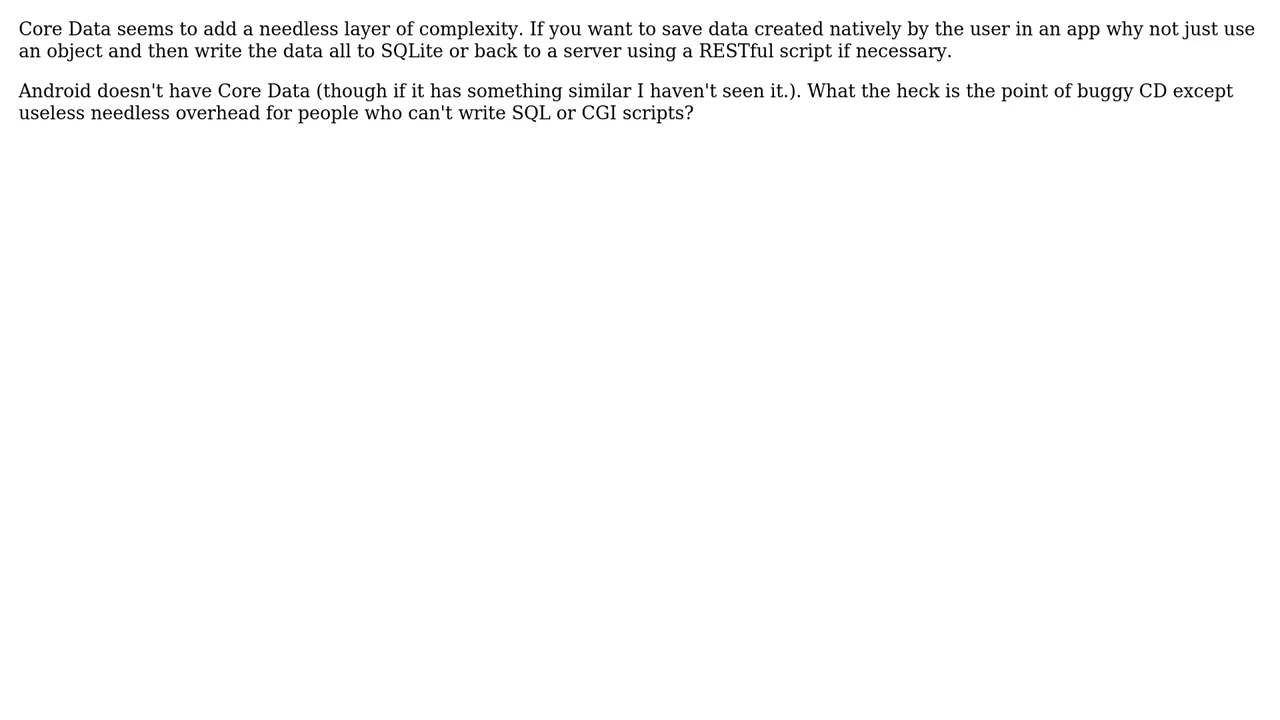 Core Data seems to add a needless layer of complexity. If you want to save data created natively by the user in an app why not just use
an object and then write the data all to SQLite or back to a server using a RESTful script if necessary.
Android doesn't have Core Data (though if it has something similar I haven't seen it.). What the heck is the point of buggy CD except
useless needless overhead for people who can't write SQL or CGI scripts?